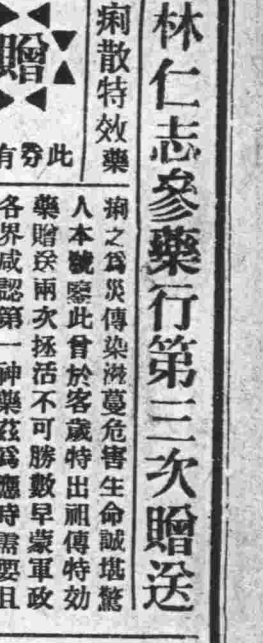 林仁志參藥行第三次贈送
痢散特效藥
痢之爲災傳染滋蔓危害生命誠堪驚
人本號鑒此曾於客歲特出祖傳特効
藥贈送兩次拯活不可勝數早蒙軍政
各界咸認第一神藥茲爲應時需要且
贈
此券有